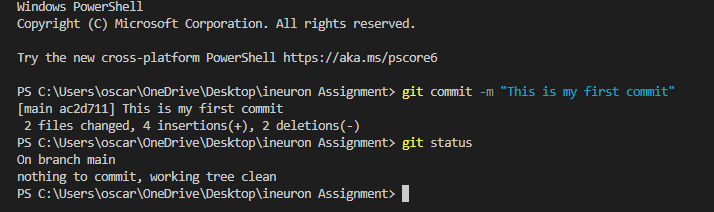 Windows PowerShell
Copyright (C) Microsoft Corporation. All rights reserved.
Try the new cross-platform PowerShell https://aka.ms/pscore6
PS C:\Users\oscar\OneDrive\Desktop\ineuron Assignment> git commit -m "This is my first commit"
[main ac2d711] This is my first commit
 2 files changed, 4 insertions(+), 2 deletions(-)
PS C:\Users\oscar\OneDrive\Desktop\ineuron Assignment> git status
On branch main
nothing to commit, working tree clean
PS C:\Users\oscar\OneDrive\Desktop\ineuron Assignment>